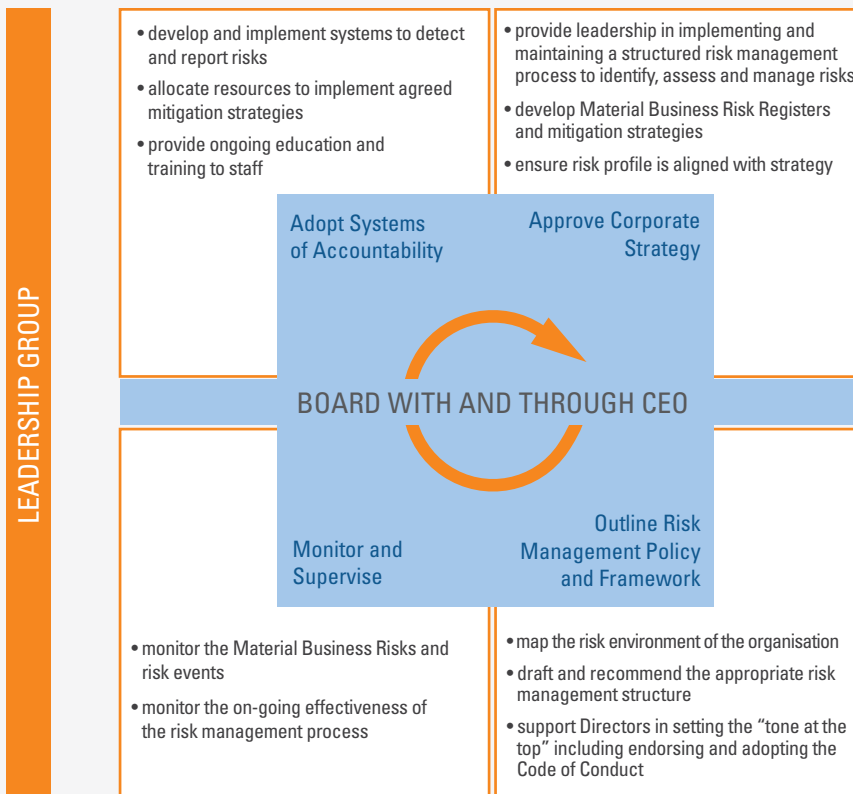 LEADERSHIP GROUP
• develop and implement systems to detect
and report risks
• allocate resources to implement agreed
mitigation strategies
• provide ongoing education and
training to staff
• provide leadership in implementing and
maintaining a structured risk management
process to identify, assess and manage risks
• develop Material Business Risk Registers
and mitigation strategies
• ensure risk profile is aligned with strategy
Adopt Systems
of Accountability
Approve Corporate
Strategy
BOARD WITH AND THROUGH CEO
Monitor and
Supervise
Outline Risk
Management Policy
and Framework
• monitor the Material Business Risks and
risk events
• monitor the on-going effectiveness of
the risk management process
• map the risk environment of the organisation
• draft and recommend the appropriate risk
management structure
• support Directors in setting the “tone at the
top” including endorsing and adopting the
Code of Conduct